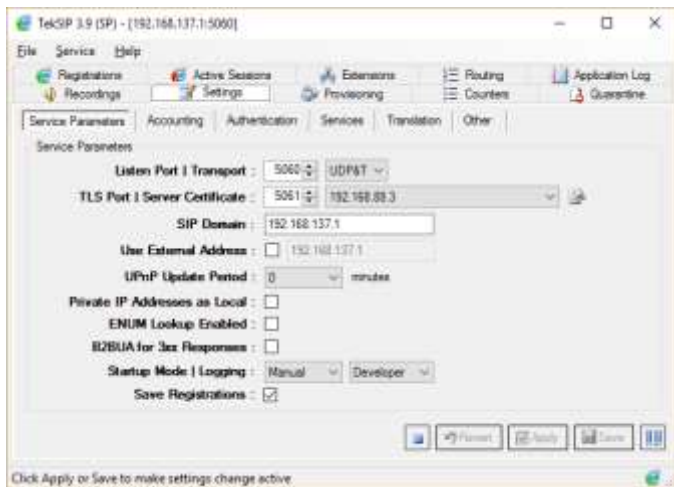 TekSIP 3.9 (SP) - [192.168.137.1:5060]
File Service Help
Registrations Active Sessions Extensions Routing Application Log
Recordings Settings Provisioning Counters Quarantine
Service Parameters Accounting Authentication Services Translation Other
Service Parameters
Listen Port | Transport : 5060 UDP&T
TLS Port | Server Certificate : 5061 192.168.88.3
SIP Domain : 192.168.137.1
Use External Address : 192.168.137.1
UPnP Update Period : 0 minutes
Private IP Addresses as Local :
ENUM Lookup Enabled :
B2BUA for 3xx Responses :
Startup Mode | Logging : Manual Developer
Save Registrations :
Revert Apply Save
Click Apply or Save to make settings change active